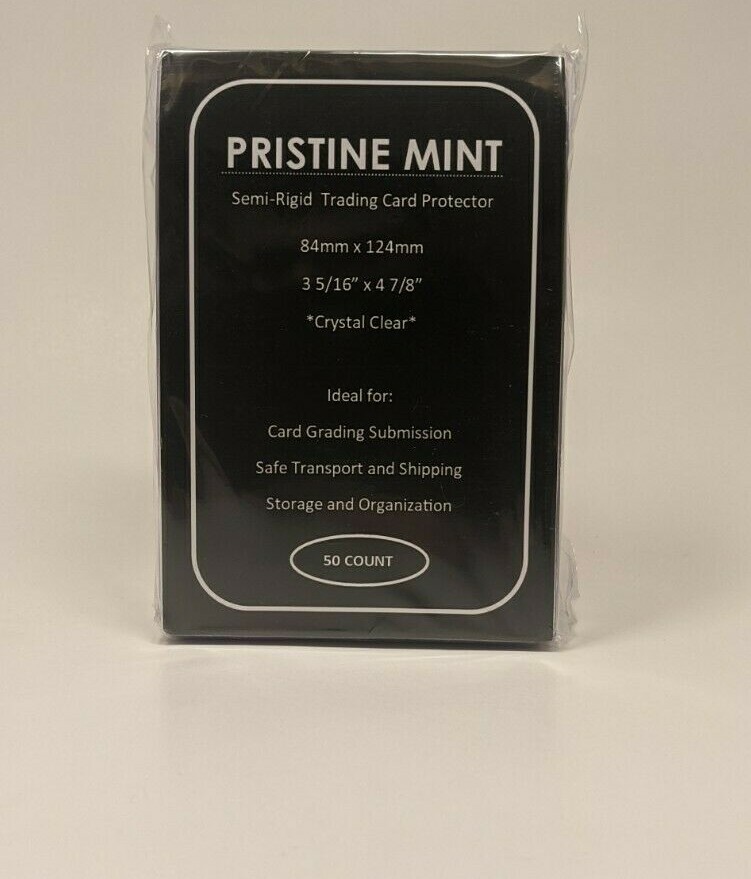 PRISTINE MINT
Semi-Rigid Trading Card Protector
84mm x 124mm
3 5/16” x 4 7/8”
*Crystal Clear*
Ideal for:
Card Grading Submission
Safe Transport and Shipping
Storage and Organization
50 COUNT